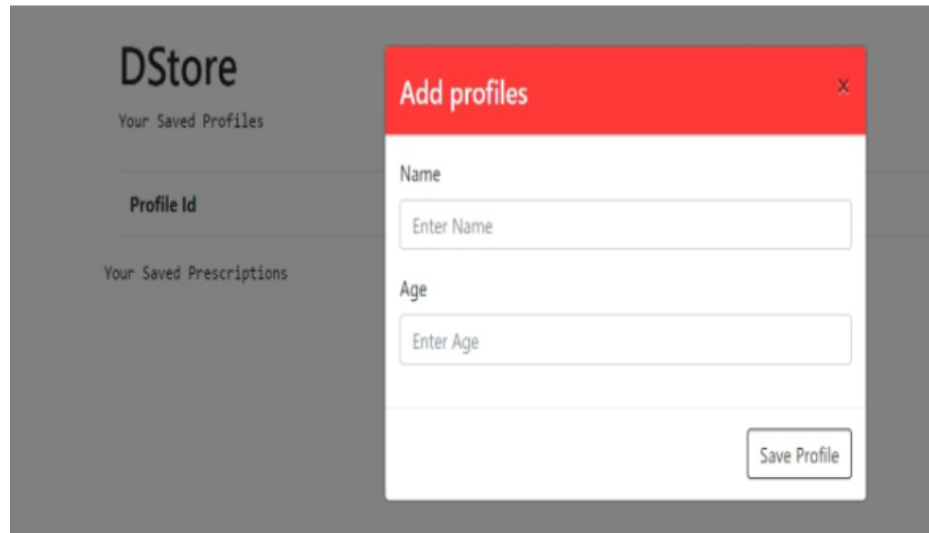 DStore
Your Saved Profiles
Profile Id
Your Saved Prescriptions
Add profiles
x
Name
Enter Name
Age
Enter Age
Save Profile